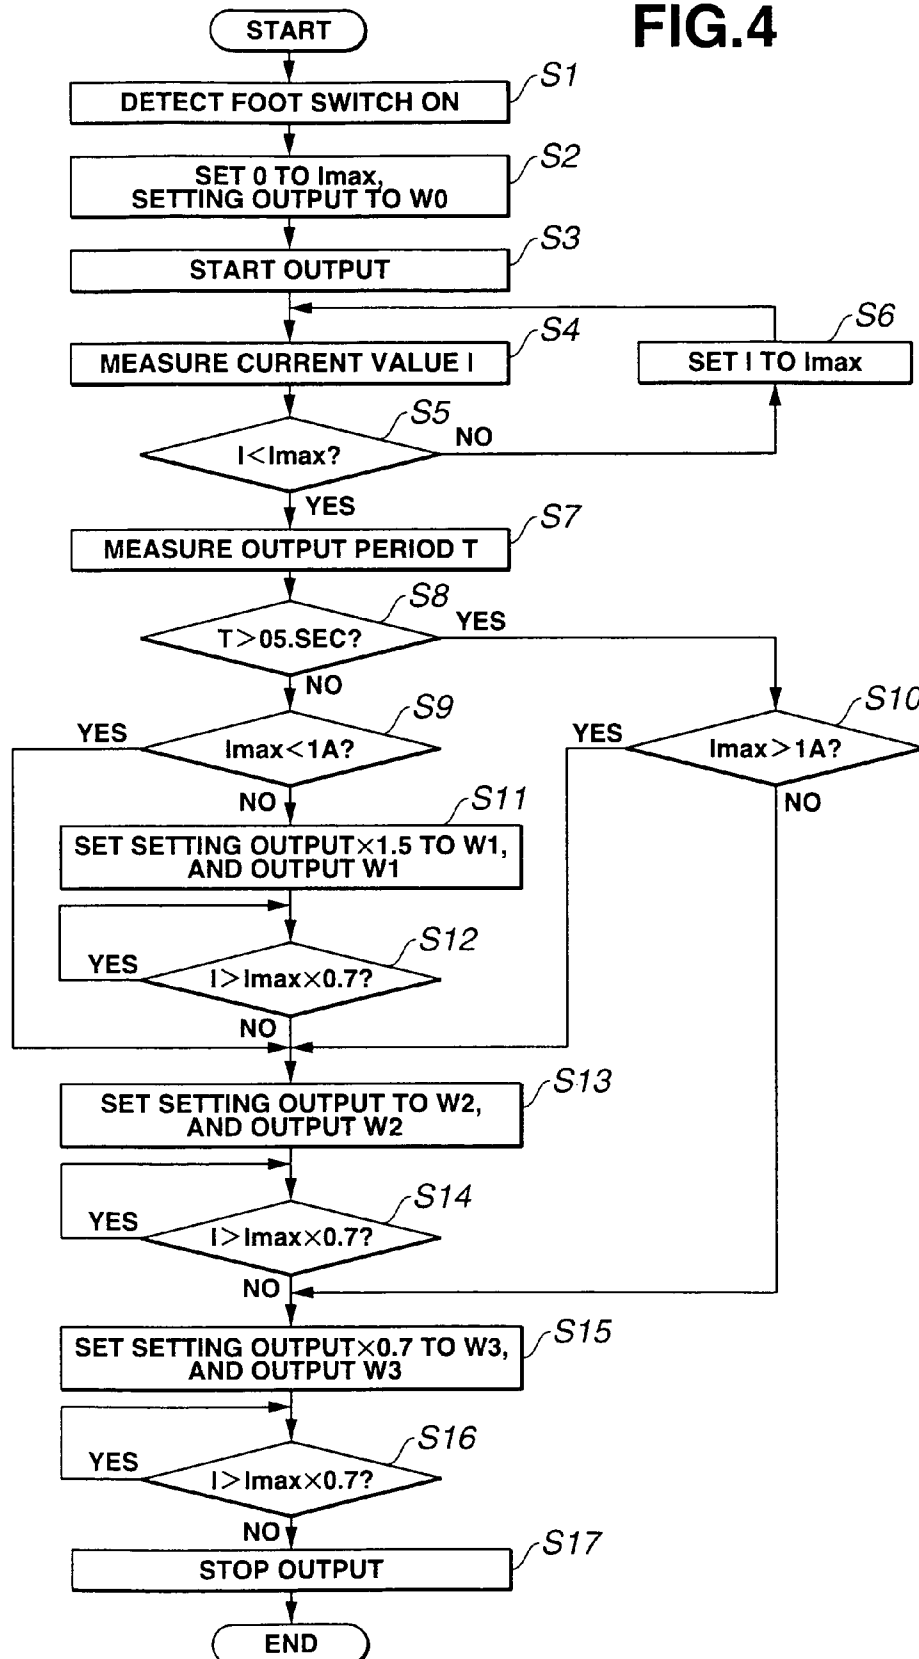 FIG.4
START
S1
DETECT FOOT SWITCH ON
S2
SET 0 TO Imax,
SETTING OUTPUT TO W0
S3
START OUTPUT
S4
MEASURE CURRENT VALUE I
S6
SET I TO Imax
S5
I<Imax?
NO
YES
S7
MEASURE OUTPUT PERIOD T
S8
T>05.SEC?
YES
NO
S9
Imax<1A?
YES
NO
S10
Imax>1A?
YES
NO
S11
SET SETTING OUTPUT×1.5 TO W1,
AND OUTPUT W1
S12
I>Imax×0.7?
YES
NO
S13
SET SETTING OUTPUT TO W2,
AND OUTPUT W2
S14
I>Imax×0.7?
YES
NO
S15
SET SETTING OUTPUT×0.7 TO W3,
AND OUTPUT W3
S16
I>Imax×0.7?
YES
NO
S17
STOP OUTPUT
END